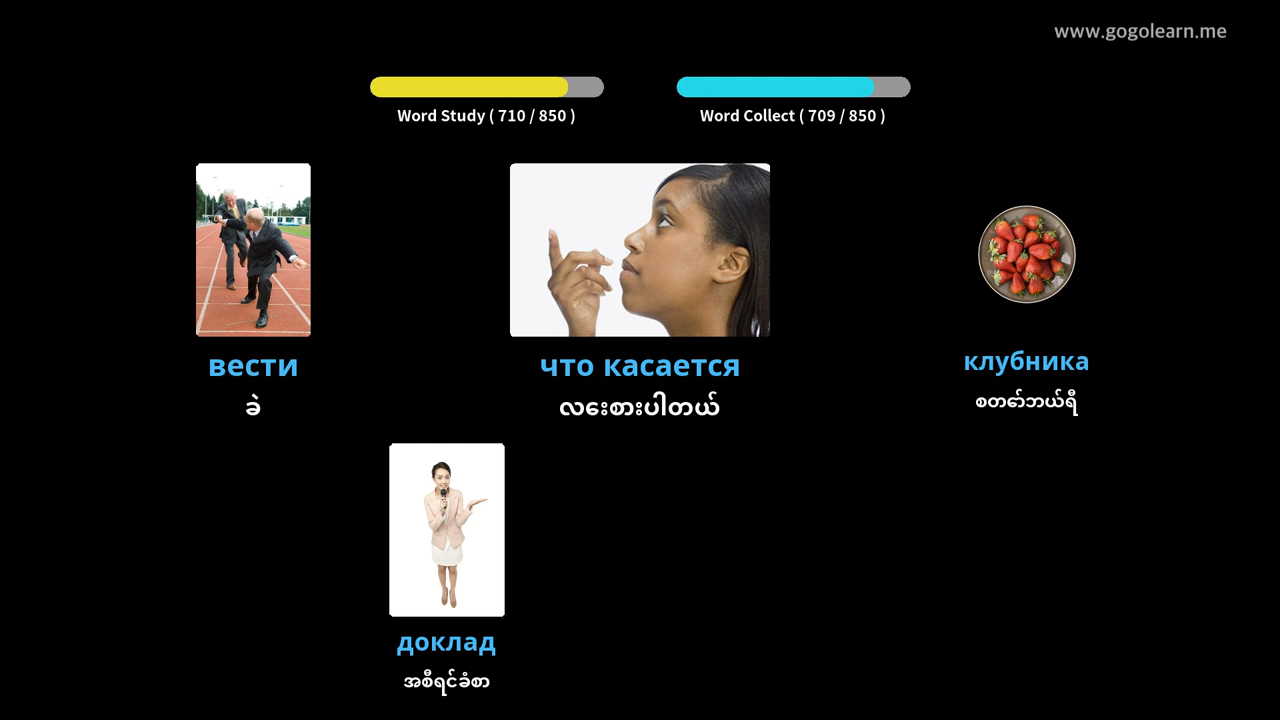 www.gogolearn.me
Word Study ( 710 / 850 )
Word Collect ( 709 / 850 )
вести
ခဲ
что касается
လေးစားပါတယ်
клубника
စတော်ဘယ်ရီ
доклад
အစီရင်ခံစာ